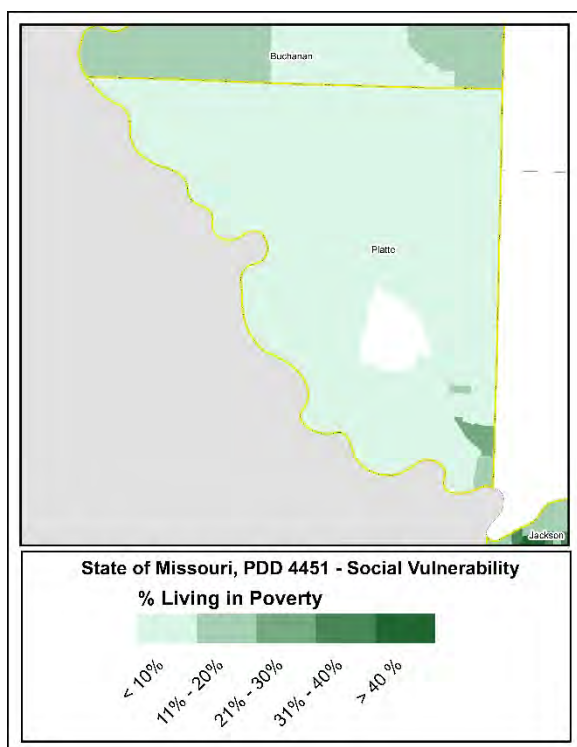 Buchanan
Platte
Jackson
State of Missouri, PDD 4451 - Social Vulnerability
% Living in Poverty
< 10%
11% - 20%
21% - 30%
31% - 40%
> 40 %